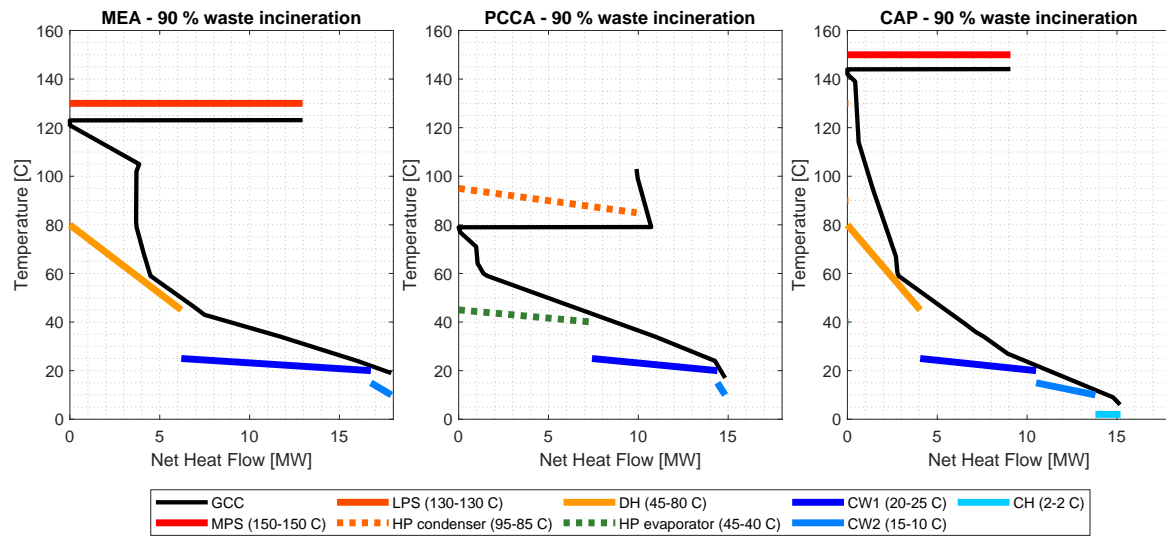 MEA - 90 % waste incineration
160
140
120
100
80
60
40
20
0
0 5 10 15
Temperature [C]
Net Heat Flow [MW]
PCCA - 90 % waste incineration
160
140
120
100
80
60
40
20
0
0 5 10 15
Temperature [C]
Net Heat Flow [MW]
CAP - 90 % waste incineration
160
140
120
100
80
60
40
20
0
0 5 10 15
Temperature [C]
Net Heat Flow [MW]
GCC LPS (130-130 C) DH (45-80 C) CW1 (20-25 C) CH (2-2 C)
MPS (150-150 C) HP condenser (95-85 C) HP evaporator (45-40 C) CW2 (15-10 C)